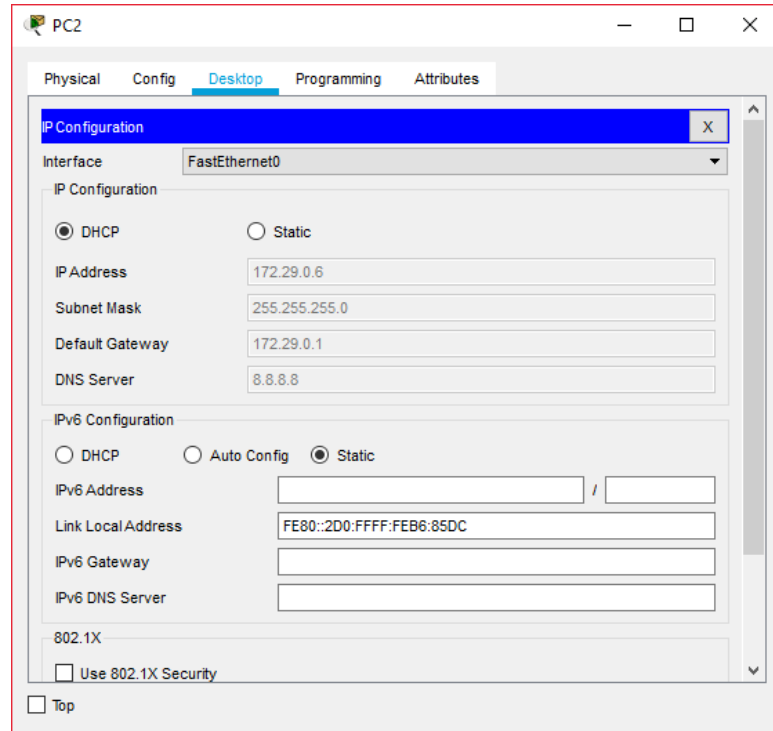 PC2
Physical Config Desktop Programming Attributes
IP Configuration X
Interface FastEthernet0
IP Configuration
DHCP Static
IP Address 172.29.0.6
Subnet Mask 255.255.255.0
Default Gateway 172.29.0.1
DNS Server 8.8.8.8
IPv6 Configuration
DHCP Auto Config Static
IPv6 Address /
Link Local Address FE80::2D0:FFFF:FEB6:85DC
IPv6 Gateway
IPv6 DNS Server
802.1X
Use 802.1X Security
Top